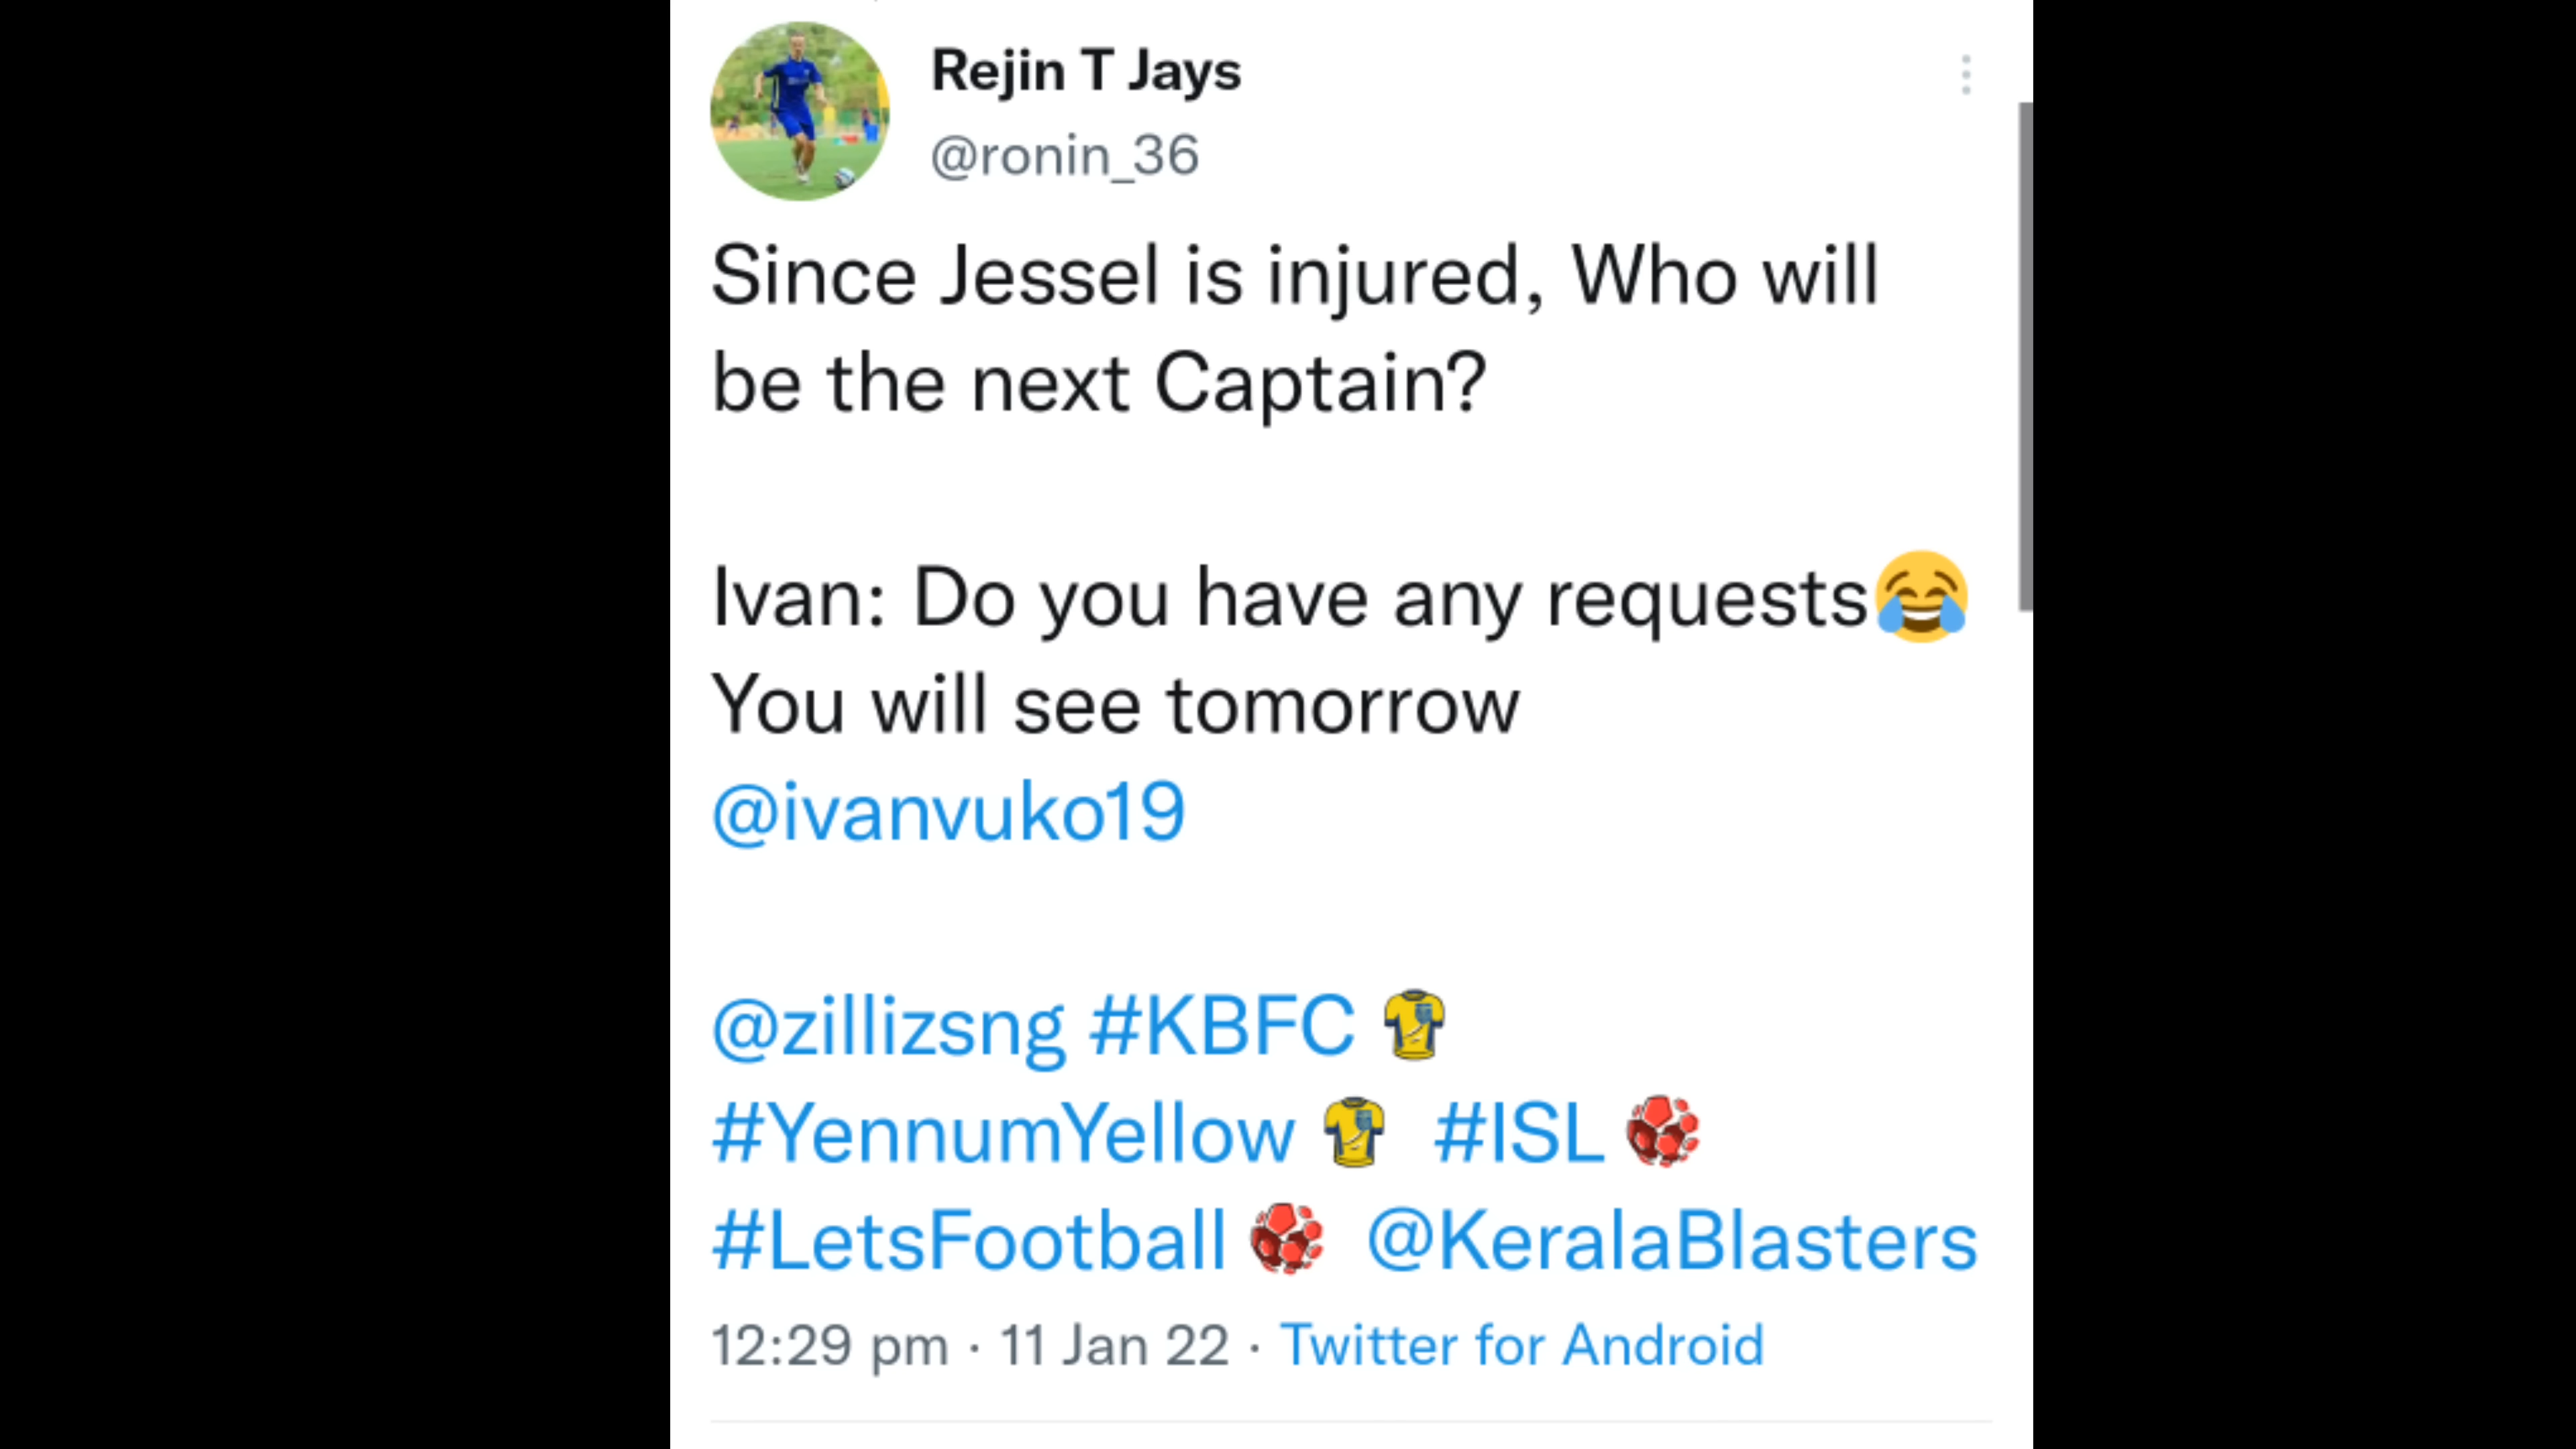 Rejin T Jays
@ronin_36
Since Jessel is injured, Who will
be the next Captain?
Ivan: Do you have any requests😂
You will see tomorrow
@ivanvuko19
@zillizsng #KBFC
#YennumYellow #ISL
#LetsFootball @KeralaBlasters
12:29 pm · 11 Jan 22 · Twitter for Android